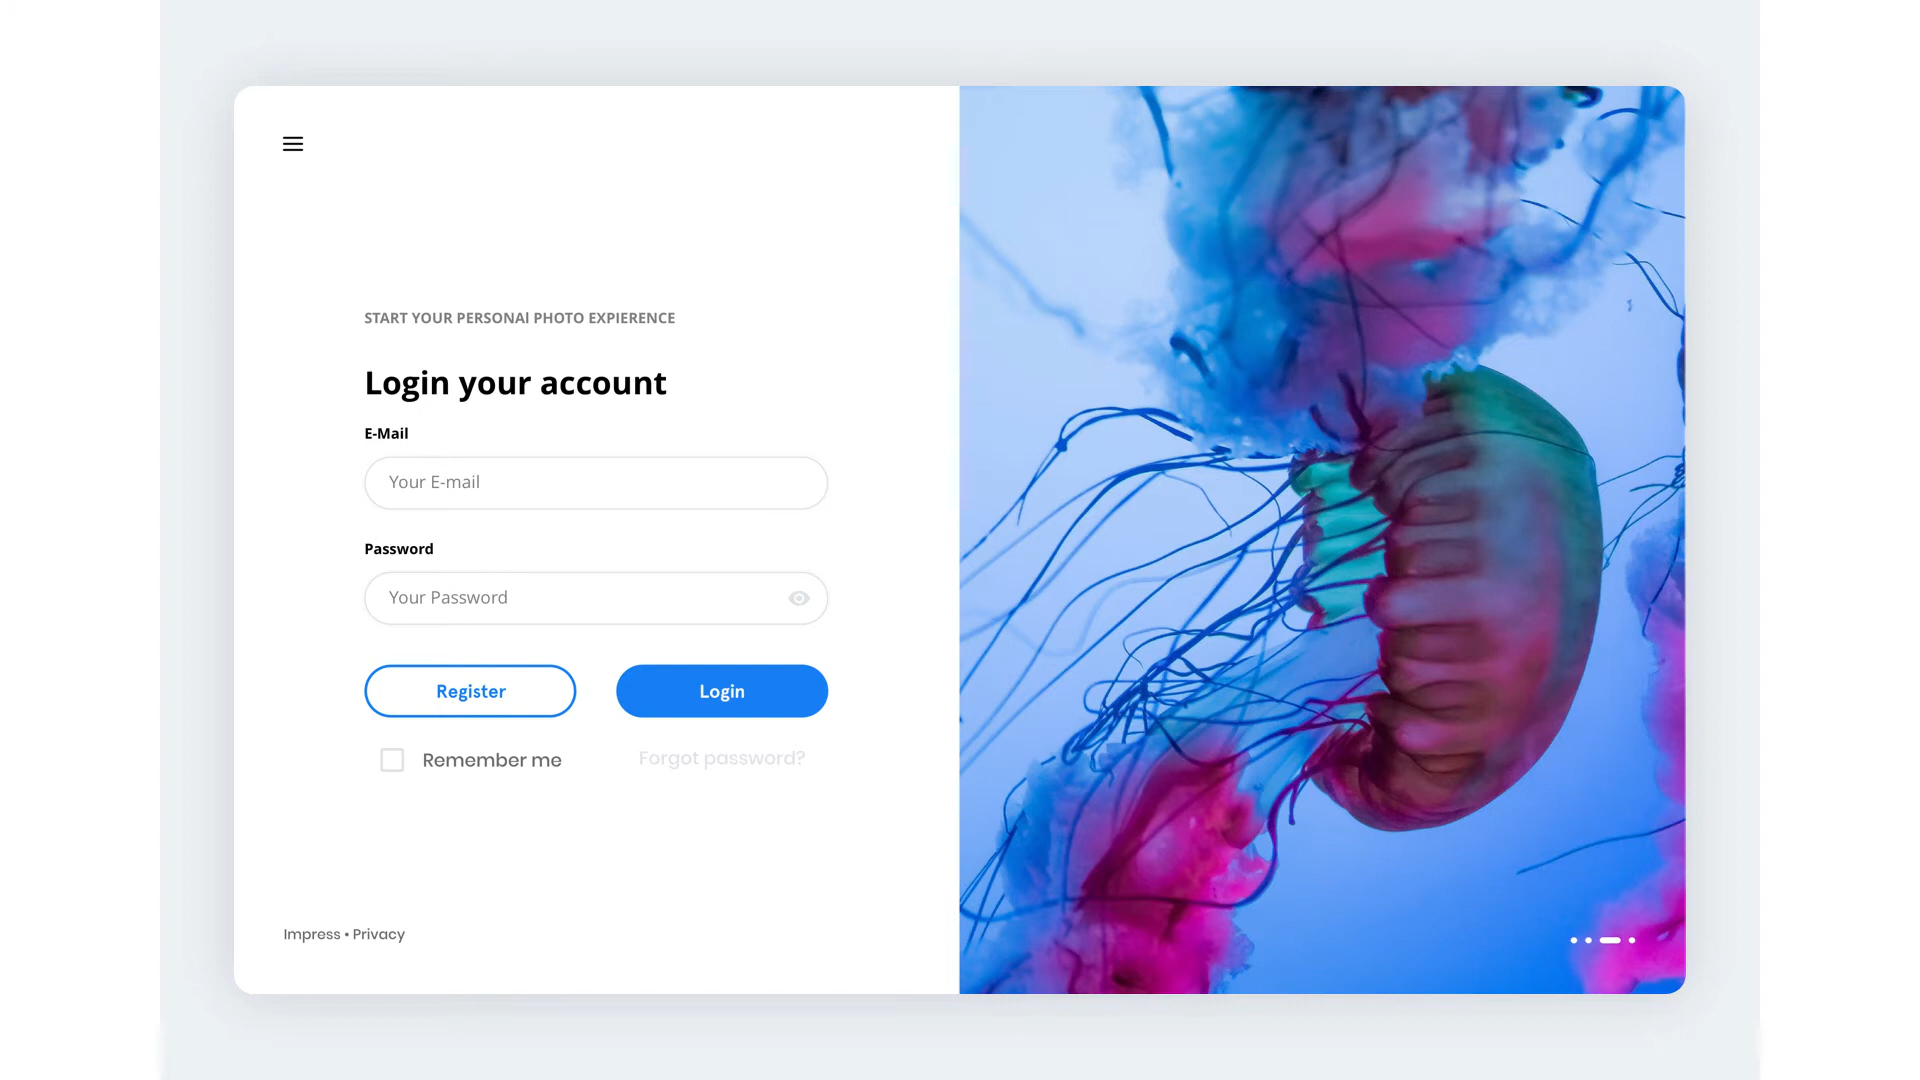 START YOUR PERSONAl PHOTO EXPIERENCE
Login your account
E-Mail
Your E-mail
Password
Your Password
Register
Login
Remember me
Forgot password?
Impress • Privacy